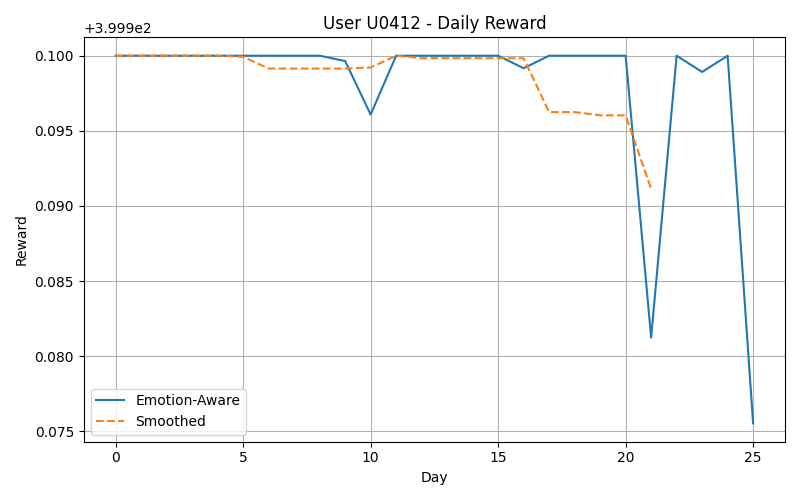 User U0412 - Daily Reward
+3.999e2
0.100
0.095
0.090
0.085
0.080
0.075
Reward
Emotion-Aware
Smoothed
0 5 10 15 20 25
Day